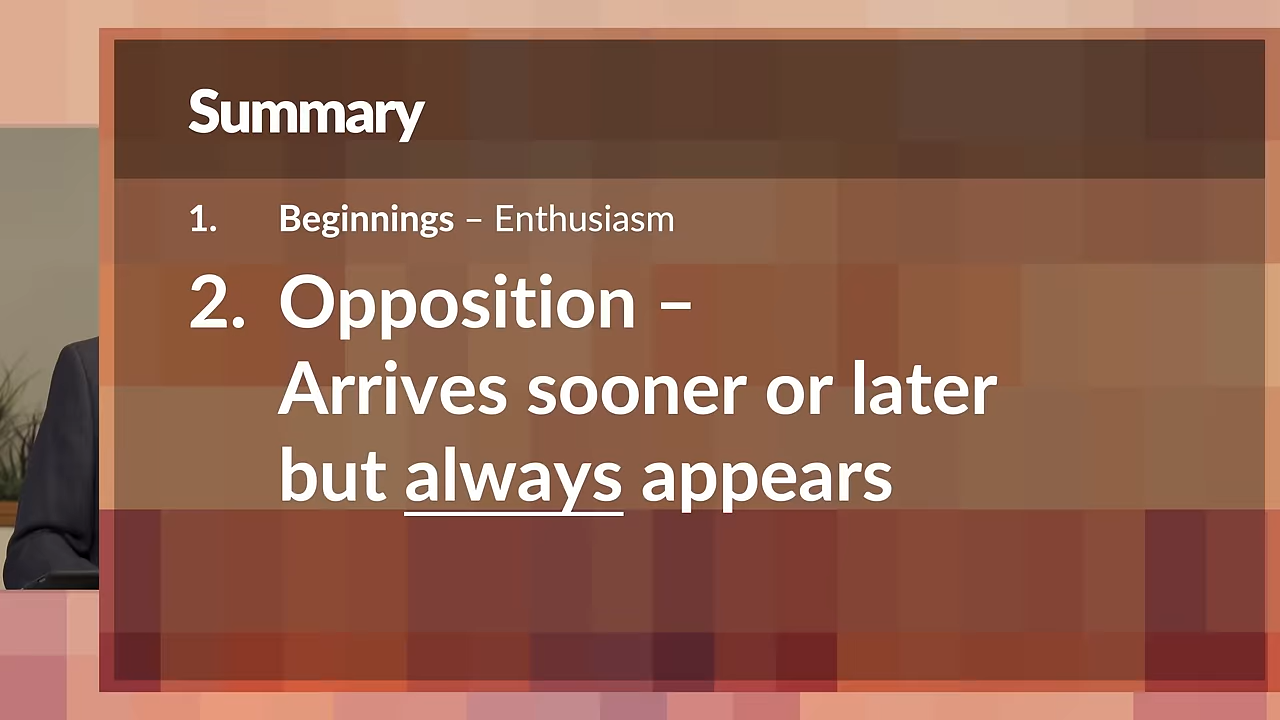 Summary
1. Beginnings – Enthusiasm
2. Opposition –
Arrives sooner or later
but always appears